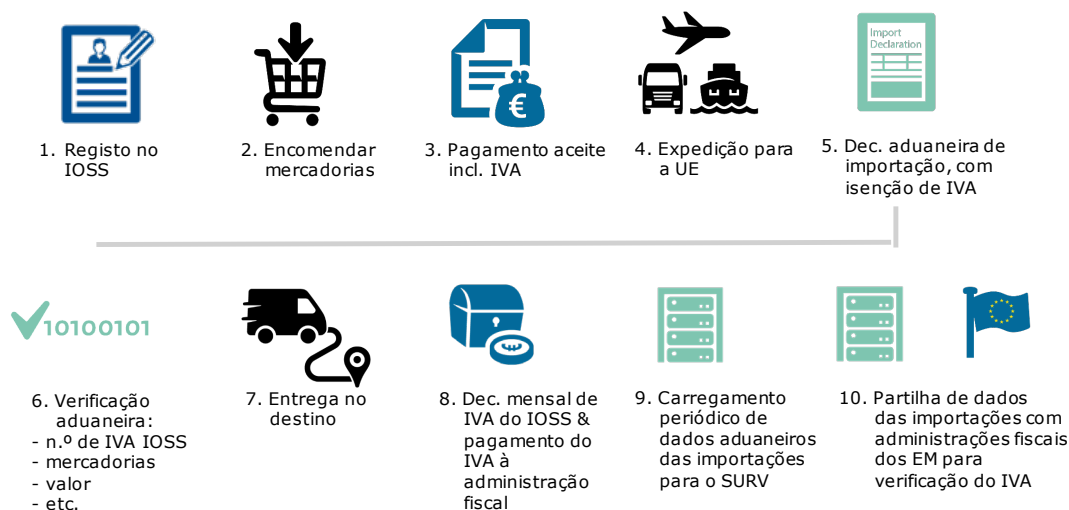 Import
Declaration
1. Registo no
IOSS
2. Encomendar
mercadorias
3. Pagamento aceite
incl. IVA
4. Expedição para
a UE
5. Dec. aduaneira de
importação, com
isenção de IVA
10100101
6. Verificação
aduaneira:
- n.º de IVA IOSS
- mercadorias
- valor
- etc.
7. Entrega no
destino
8. Dec. mensal de
IVA do IOSS &
pagamento do
IVA à
administração
fiscal
9. Carregamento
periódico de
dados aduaneiros
das importações
para o SURV
10. Partilha de dados
das importações com
administrações fiscais
dos EM para
verificação do IVA